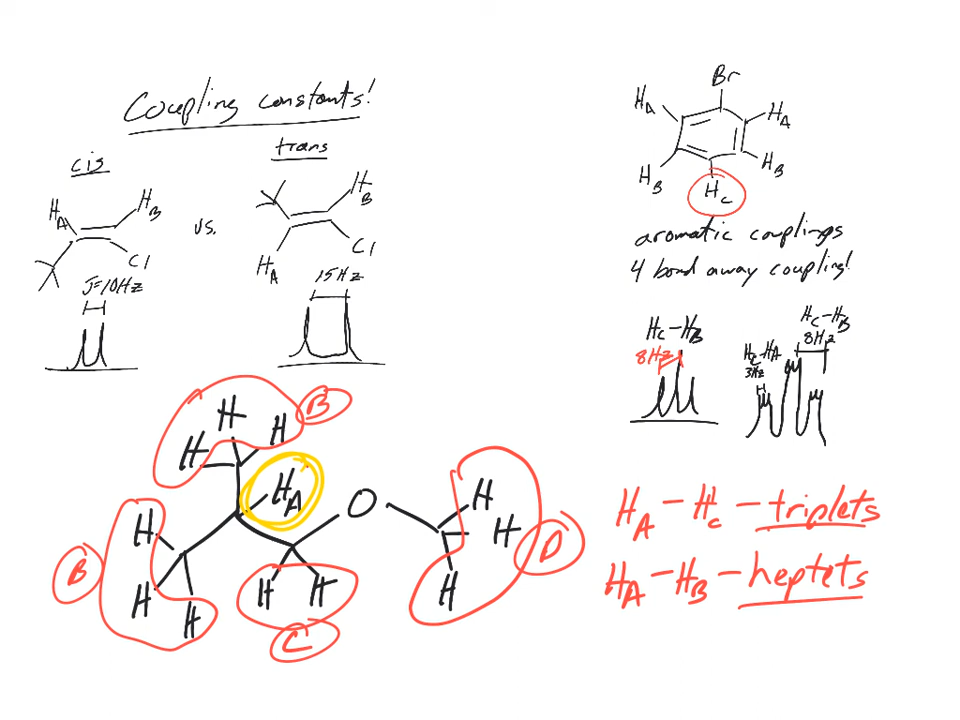 Coupling constants!
cis
trans
HA
HB
Cl
J=10Hz
vs.
HB
Cl
HA
15Hz
Br
HA
HA
HB
HB
Hc
aromatic couplings
4 bond away coupling!
Hc-HB
8Hz
Hc-HA
3Hz
Hc-HB
8Hz
H
H
H
B
HA
O
H
H
H
D
H
H
H
B
H
H
C
HA - Hc - triplets
HA - HB - heptets